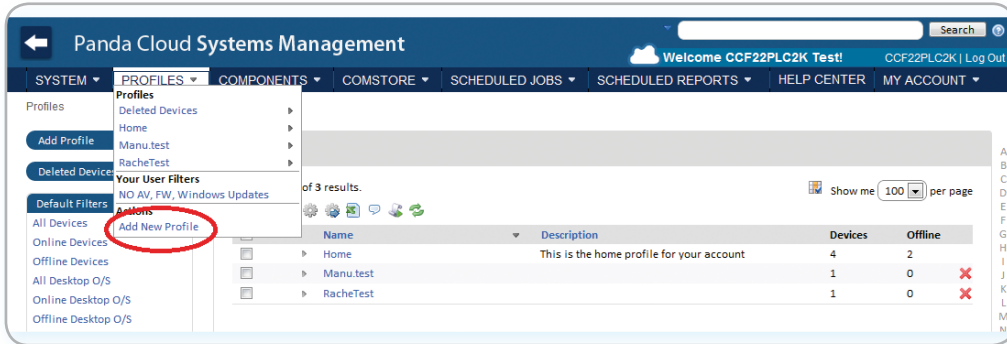 Search
Panda Cloud Systems Management
Welcome CCF22PLC2K Test!
CCF22PLC2K | Log Out
SYSTEM PROFILES COMPONENTS COMSTORE SCHEDULED JOBS SCHEDULED REPORTS HELP CENTER MY ACCOUNT
Profiles
Profiles
Deleted Devices
Home
Manu.test
RacheTest
Your User Filters
NO AV, FW, Windows Updates
Actions
Add New Profile
Add Profile
Deleted Devices
Default Filters
All Devices
Online Devices
Offline Devices
All Desktop O/S
Online Desktop O/S
Offline Desktop O/S
of 3 results.
Show me 100 per page
Name Description Devices Offline
Home This is the home profile for your account 4 2
Manu.test 1 0
RacheTest 1 0
A
B
C
D
E
F
G
H
I
J
K
L
M
N